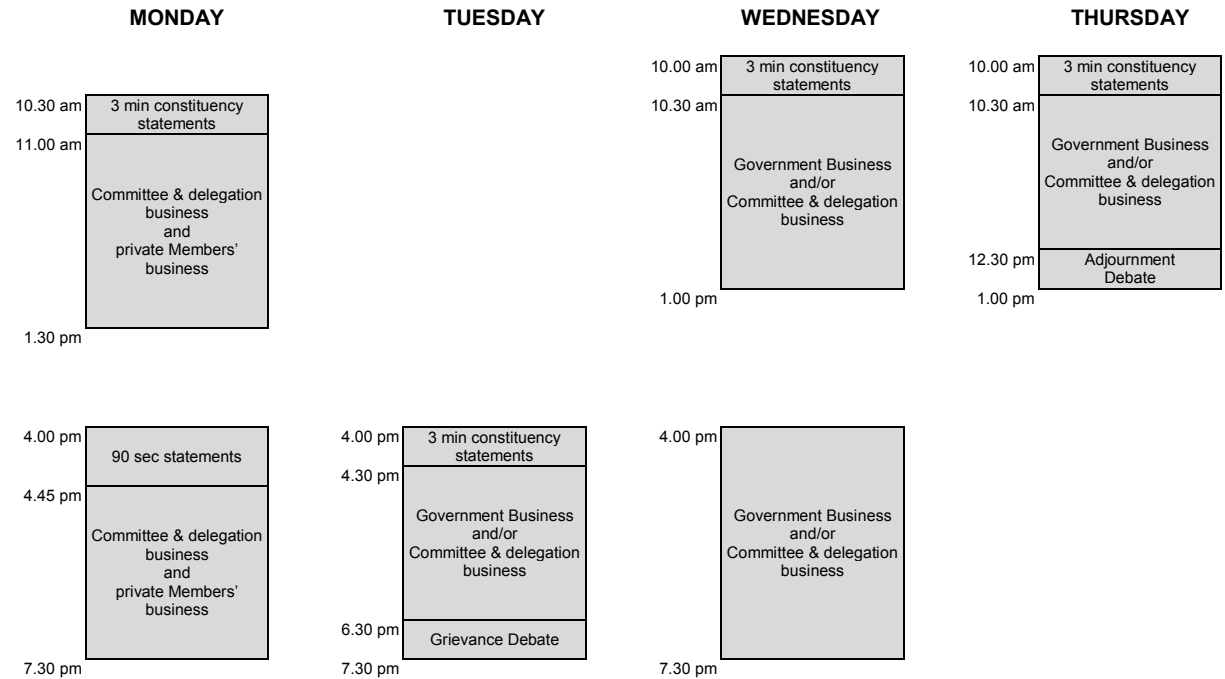 MONDAY
10.30 am
3 min constituency
statements
11.00 am
Committee & delegation
business
and
private Members’
business
1.30 pm
4.00 pm
90 sec statements
4.45 pm
Committee & delegation
business
and
private Members’
business
7.30 pm
TUESDAY
4.00 pm
3 min constituency
statements
4.30 pm
Government Business
and/or
Committee & delegation
business
6.30 pm
Grievance Debate
7.30 pm
WEDNESDAY
10.00 am
3 min constituency
statements
10.30 am
Government Business
and/or
Committee & delegation
business
1.00 pm
4.00 pm
Government Business
and/or
Committee & delegation
business
7.30 pm
THURSDAY
10.00 am
3 min constituency
statements
10.30 am
Government Business
and/or
Committee & delegation
business
12.30 pm
Adjournment
Debate
1.00 pm